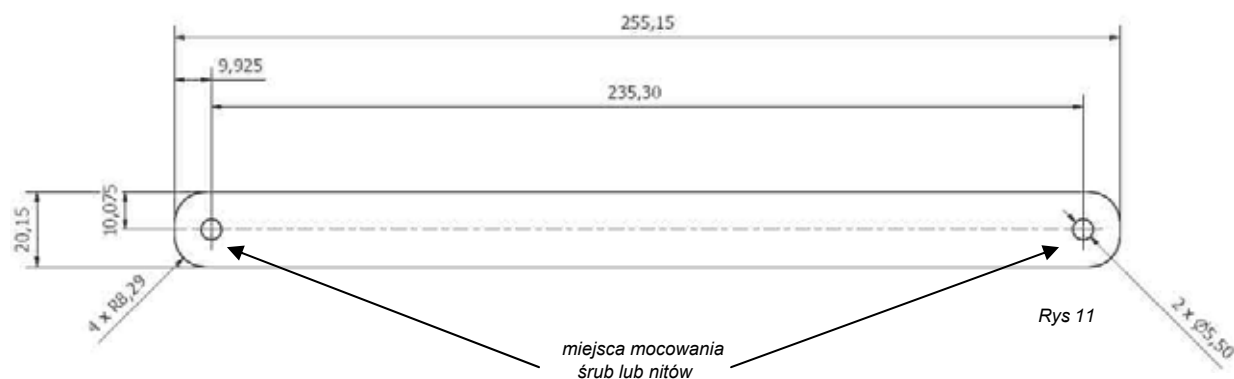 255,15
9,925
235,30
10,075
20,15
4 x R8,29
2 x Ø5,50
Rys 11
miejsca mocowania
śrub lub nitów